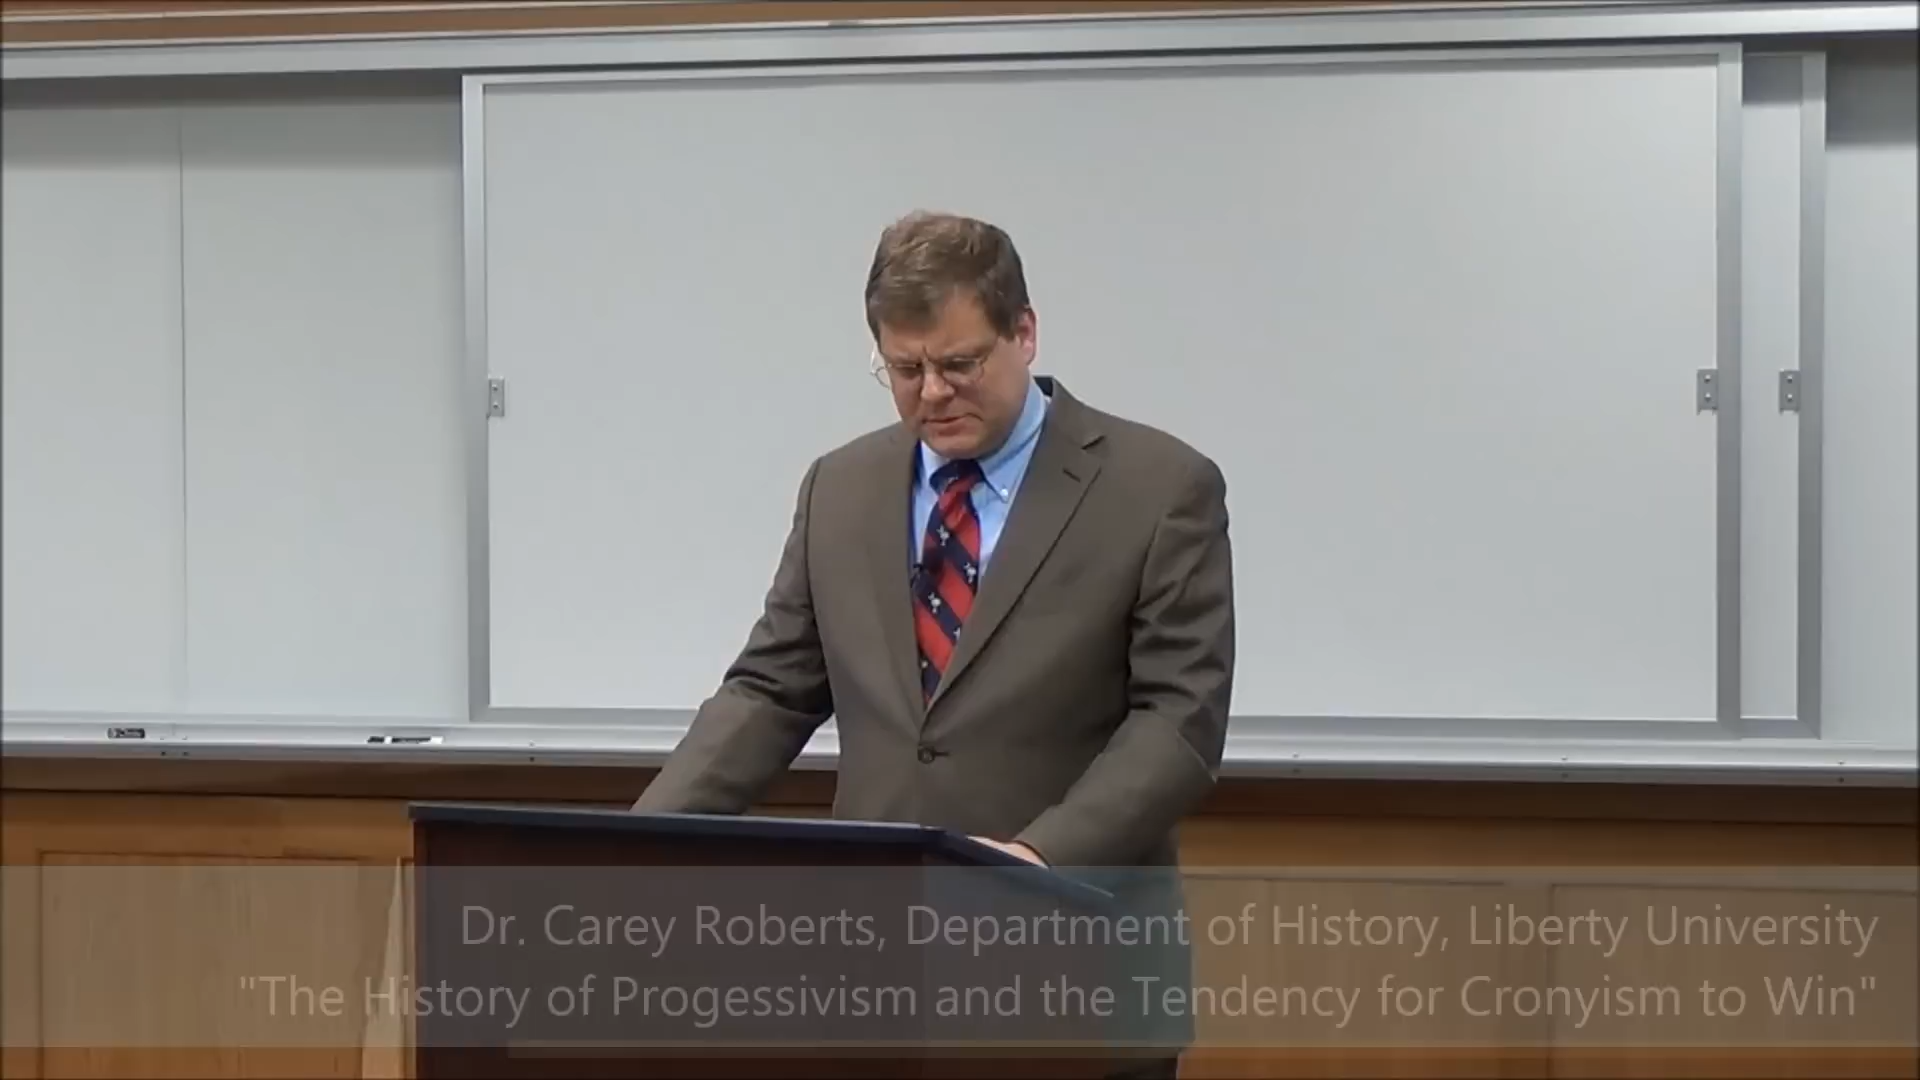 Dr. Carey Roberts, Department of History, Liberty University
"The History of Progessivism and the Tendency for Cronyism to Win"